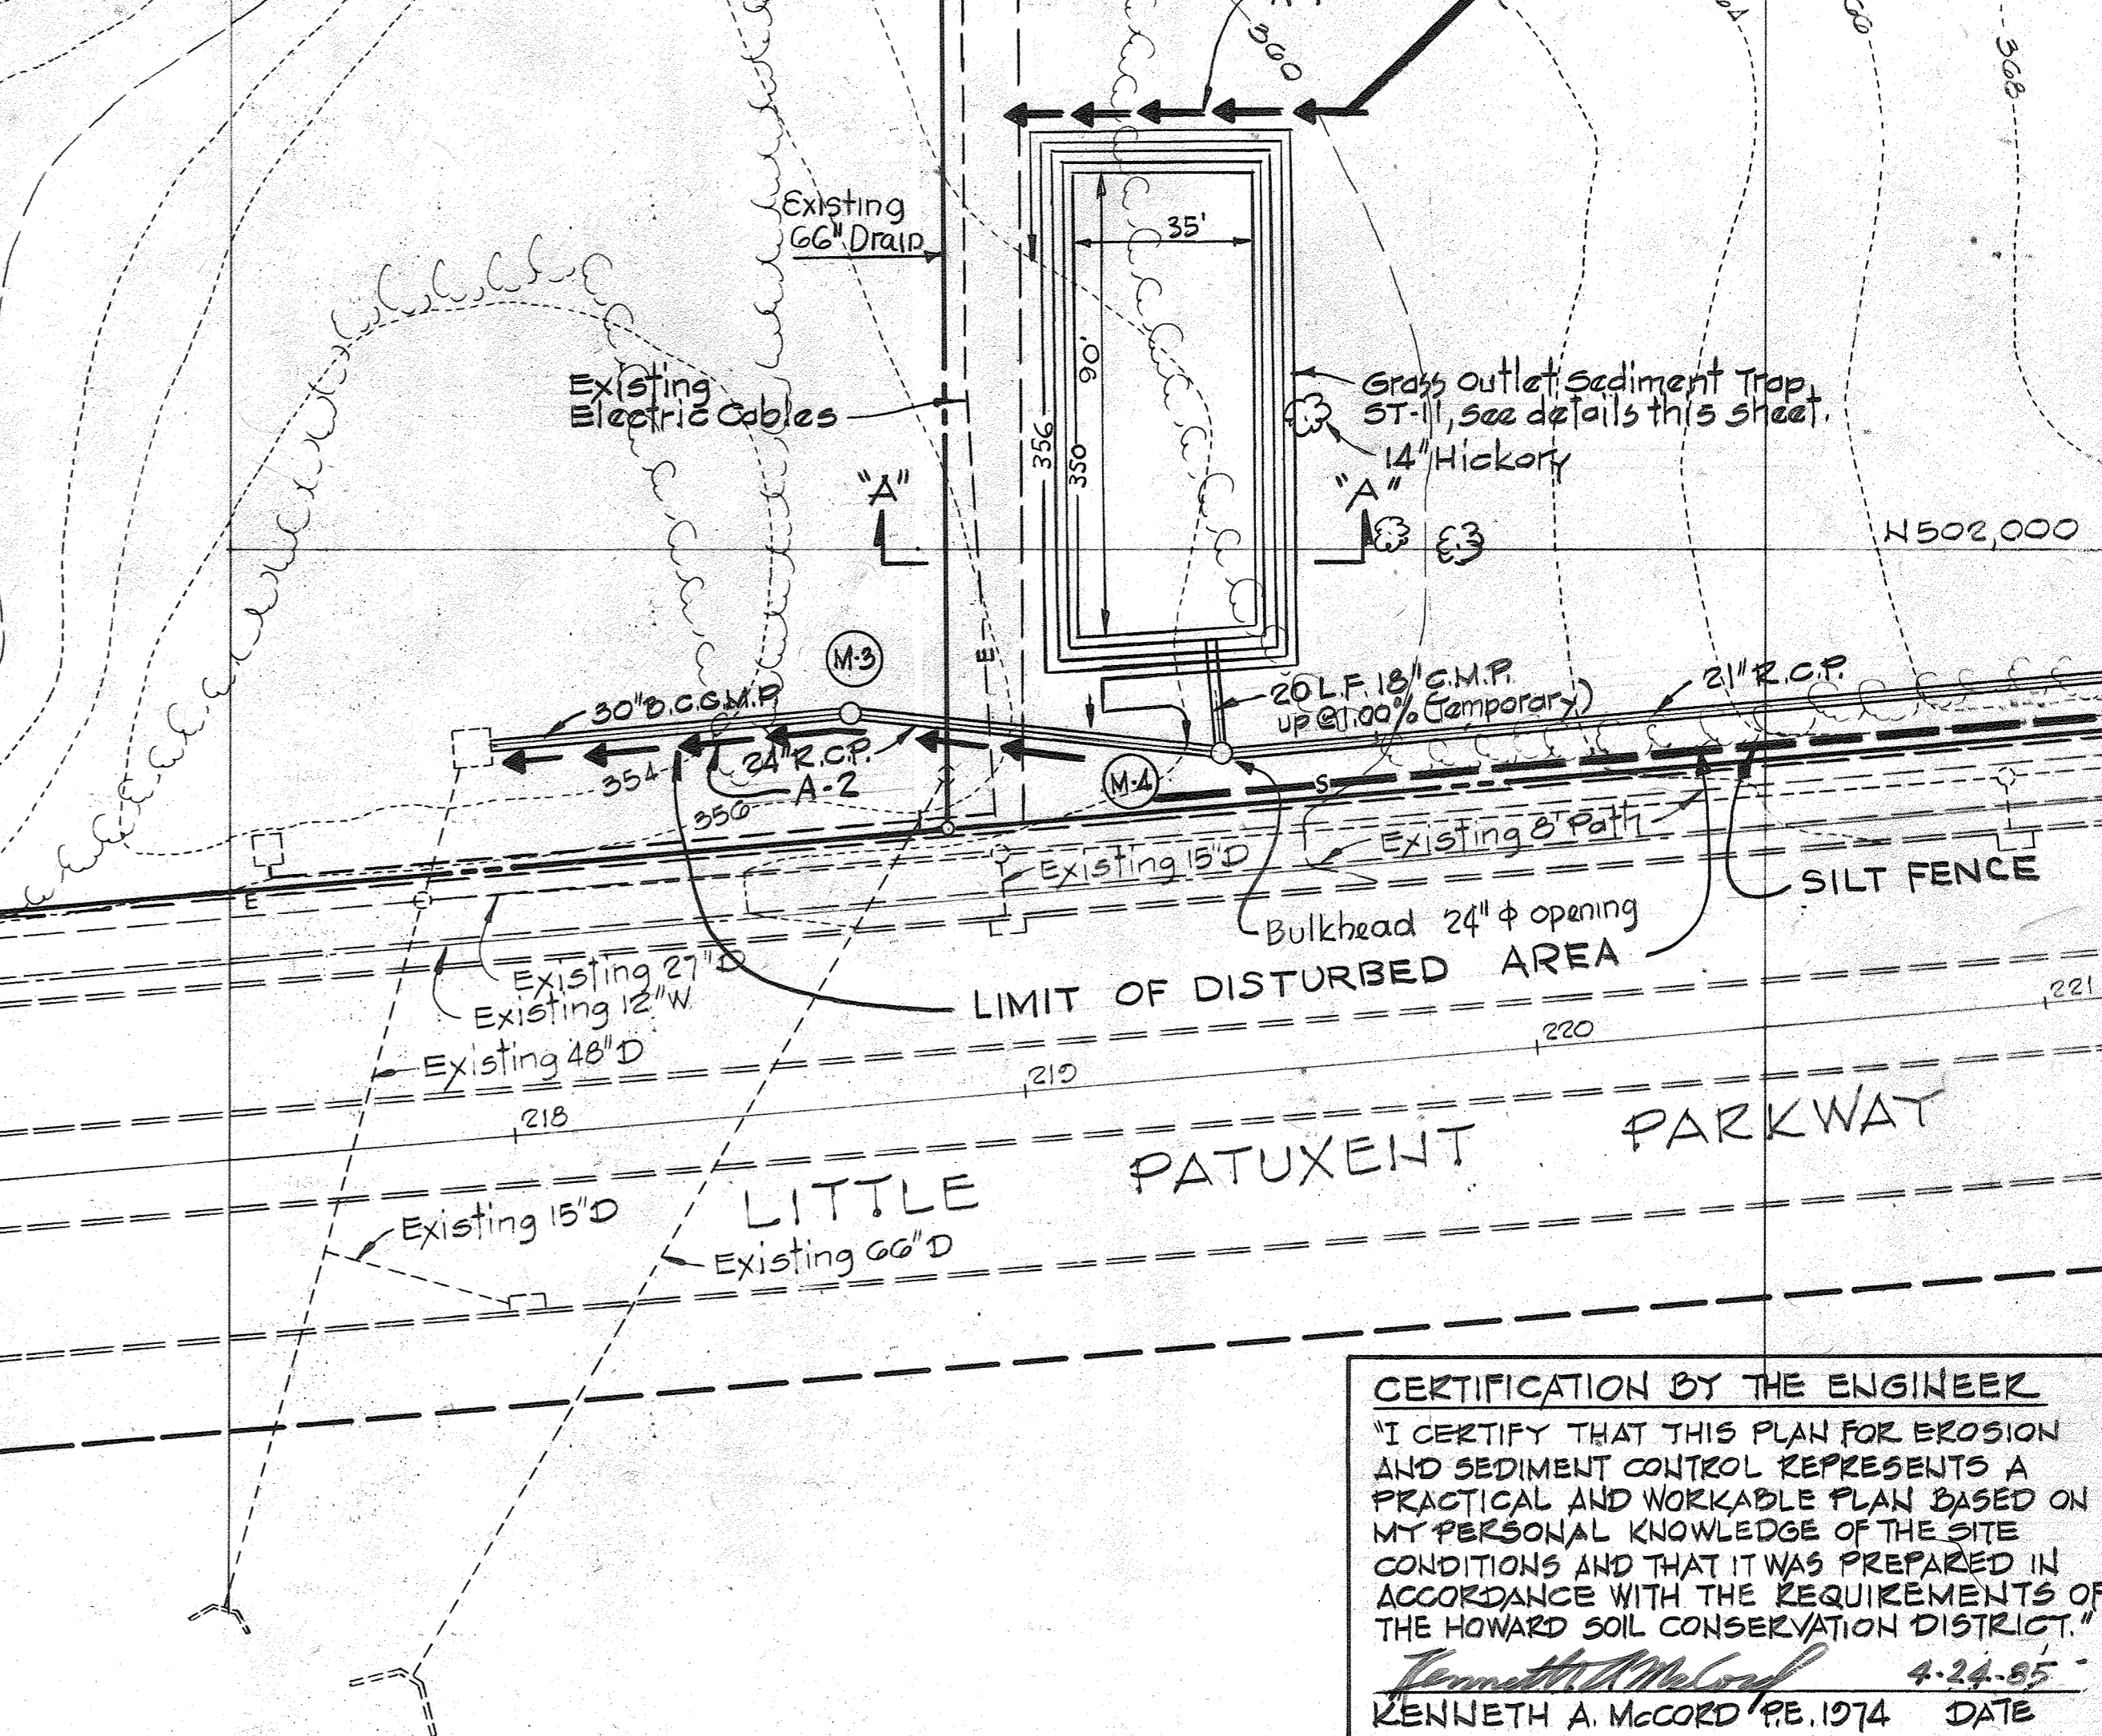 360
64
60
368
Existing
66" Drain
35'
90'
356
350
Existing
Electric Cables
Grass Outlet Sediment Trap,
ST-11, see details this sheet.
14" Hickory
"A"
"A"
N 502,000
M-3
E
30" B.C.C.M.P.
20 L.F. 18" C.M.P.
up @ 1.00% (Temporary)
21" R.C.P.
24" R.C.P.
354
A-2
M-4
S
356
Existing 8' Path
Existing 15"D
SILT FENCE
E
Bulkhead 24" ϕ opening
Existing 27"D
Existing 12"W
LIMIT OF DISTURBED AREA
Existing 48"D
218
219
220
221
LITTLE PATUXENT PARKWAY
Existing 15"D
Existing 66"D
CERTIFICATION BY THE ENGINEER
"I CERTIFY THAT THIS PLAN FOR EROSION
AND SEDIMENT CONTROL REPRESENTS A
PRACTICAL AND WORKABLE PLAN BASED ON
MY PERSONAL KNOWLEDGE OF THE SITE
CONDITIONS AND THAT IT WAS PREPARED IN
ACCORDANCE WITH THE REQUIREMENTS OF
THE HOWARD SOIL CONSERVATION DISTRICT."
Kenneth A McCord 4-24-85
KENNETH A. McCORD P.E. 1974 DATE